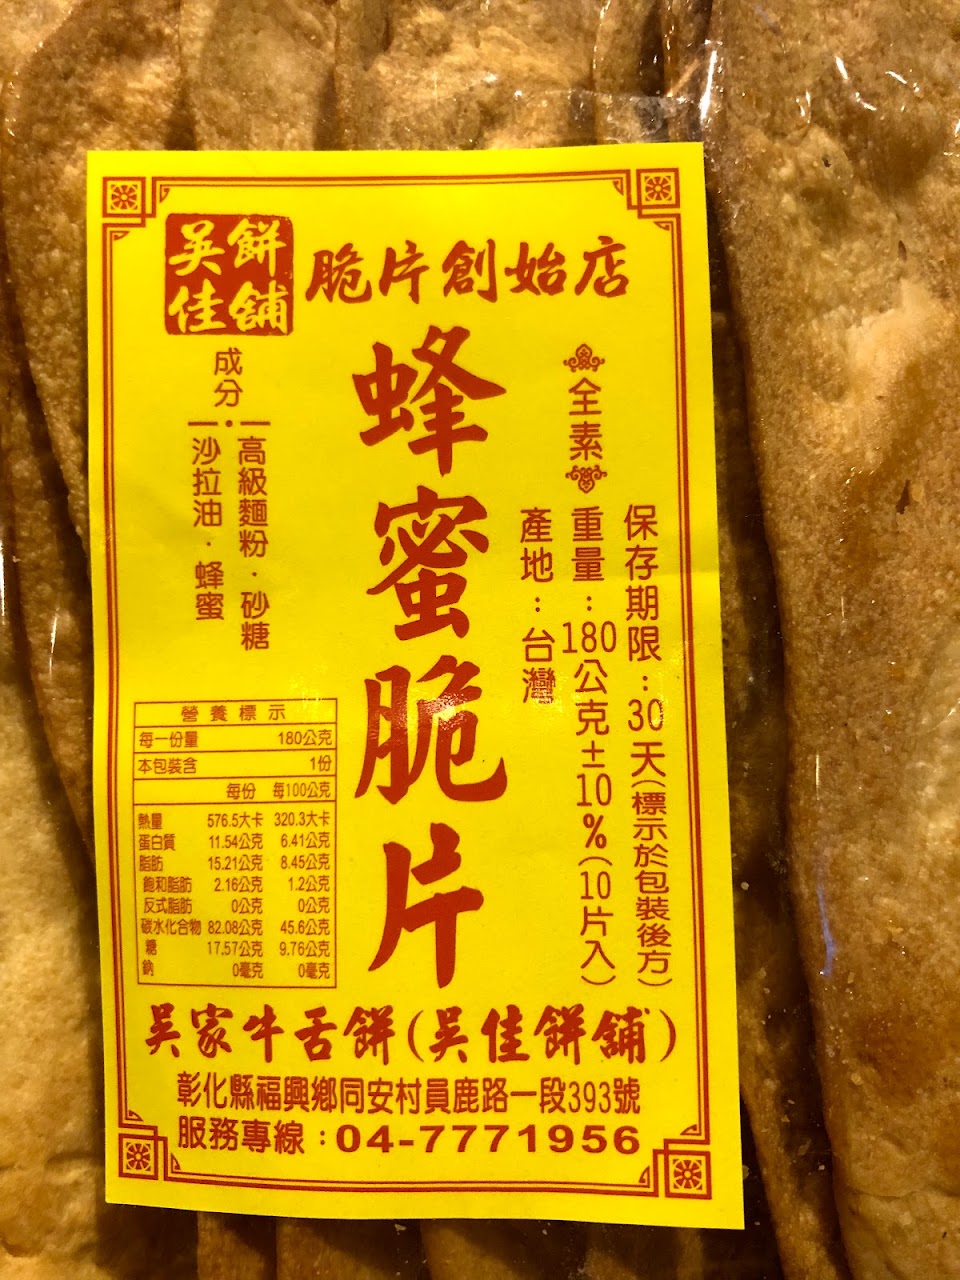 吳佳餅舖
脆片創始店
蜂蜜脆片
全素
保存期限：30天(標示於包裝後方)
重量：180公克±10%(10片入)
產地：台灣
成分：
高級麵粉．砂糖
沙拉油．蜂蜜
營養標示
每一份量 180公克
本包裝含 1份
每份 每100公克
熱量 576.5大卡 320.3大卡
蛋白質 11.54公克 6.41公克
脂肪 15.21公克 8.45公克
飽和脂肪 2.16公克 1.2公克
反式脂肪 0公克 0公克
碳水化合物 82.08公克 45.6公克
糖 17.57公克 9.76公克
鈉 0毫克 0毫克
吳家牛舌餅(吳佳餅舖)
彰化縣福興鄉同安村員鹿路一段393號
服務專線：04-7771956